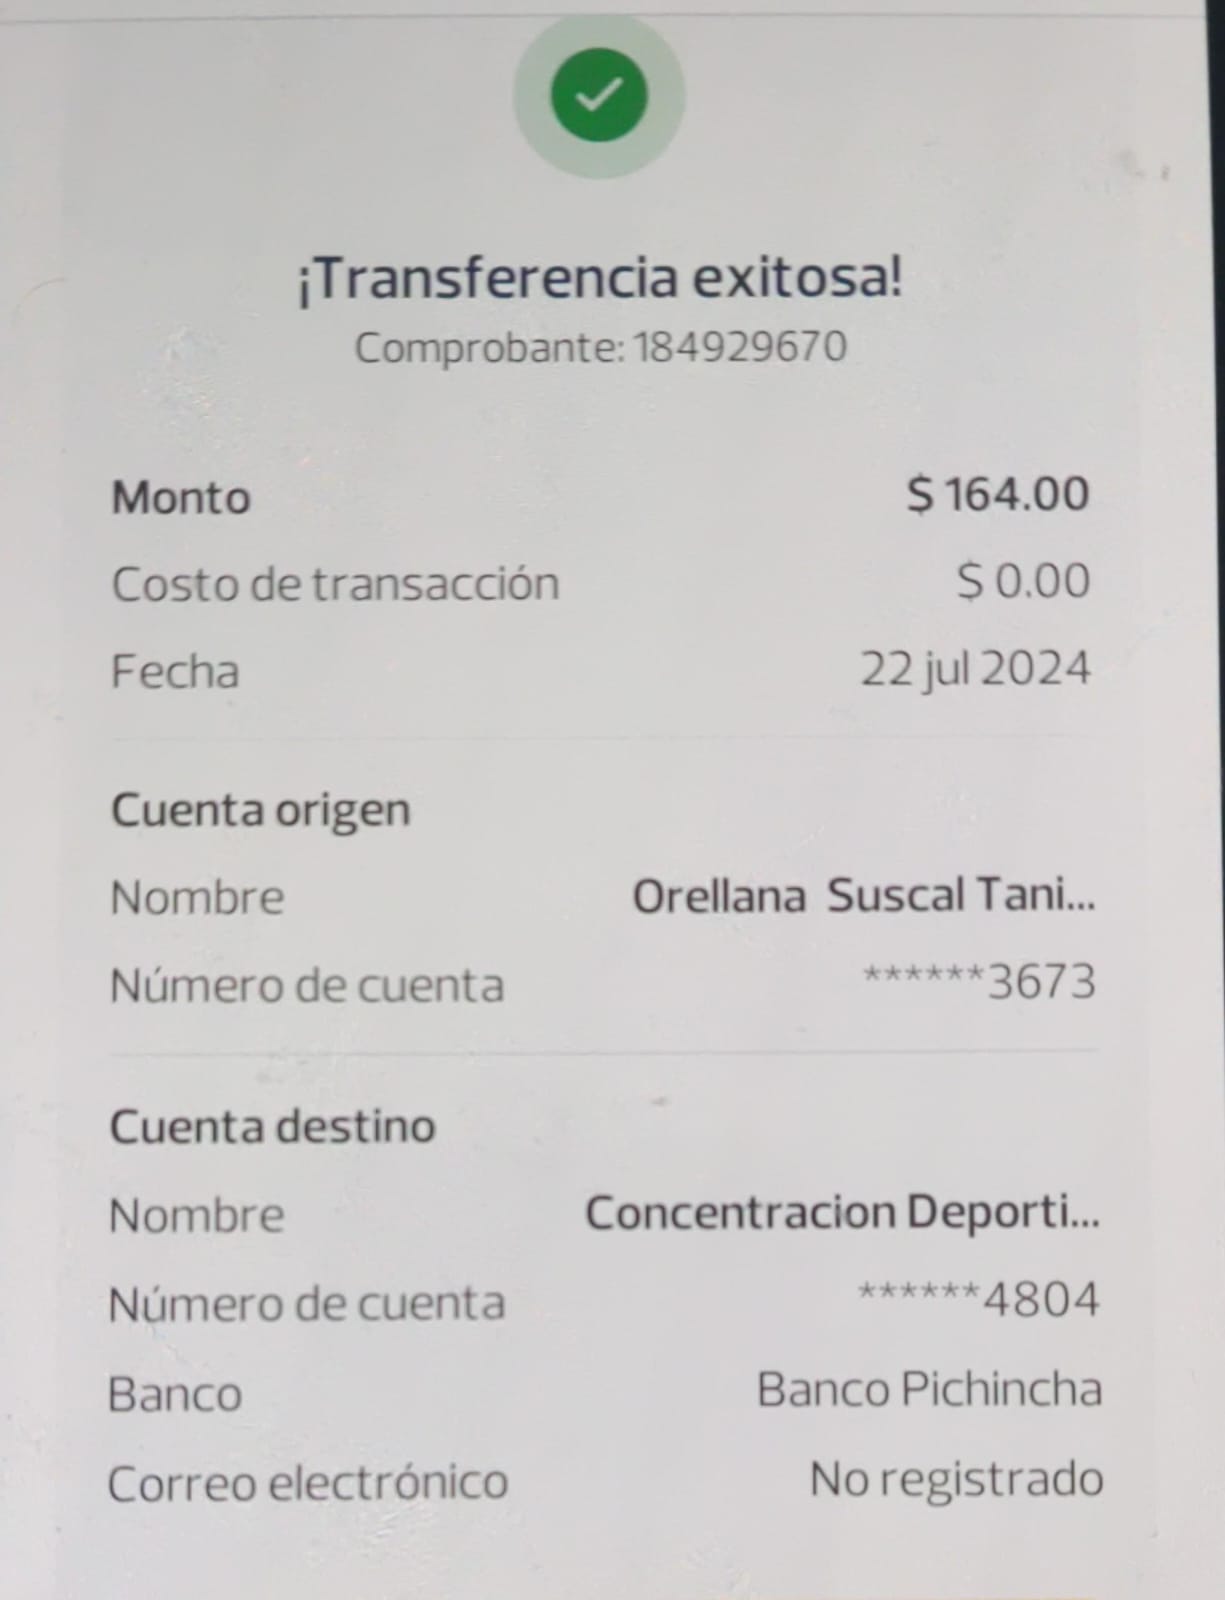 ¡Transferencia exitosa!
Comprobante: 184929670
Monto $ 164.00
Costo de transacción $ 0.00
Fecha 22 jul 2024
Cuenta origen
Nombre Orellana Suscal Tani...
Número de cuenta ******3673
Cuenta destino
Nombre Concentracion Deporti...
Número de cuenta ******4804
Banco Banco Pichincha
Correo electrónico No registrado